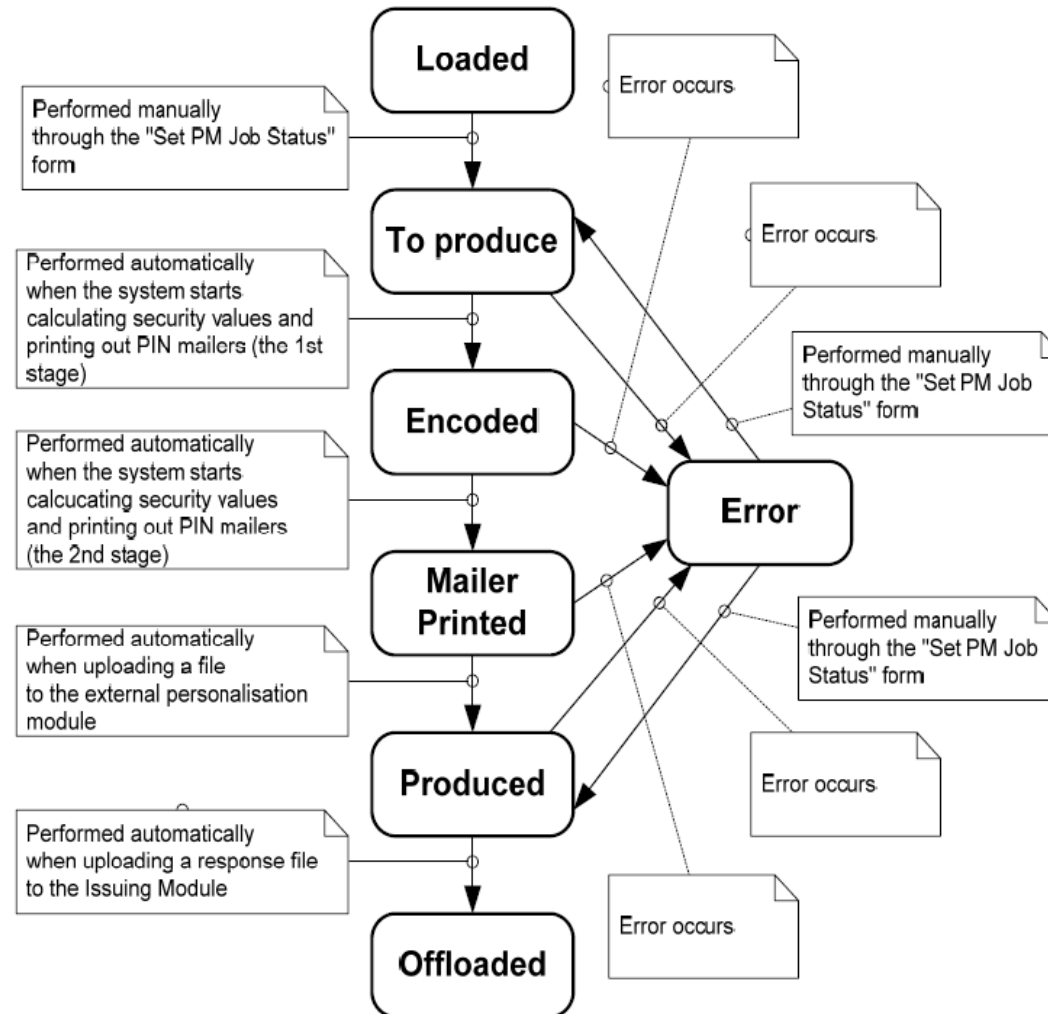 Loaded
Error occurs
Performed manually
through the "Set PM Job Status"
form
To produce
Error occurs
Performed automatically
when the system starts
calculating security values and
printing out PIN mailers (the 1st
stage)
Performed manually
through the "Set PM Job
Status" form
Encoded
Performed automatically
when the system starts
calcucating security values
and printing out PIN mailers
(the 2nd stage)
Error
Mailer
Printed
Performed manually
through the "Set PM Job
Status" form
Performed automatically
when uploading a file
to the external personalisation
module
Produced
Error occurs
Performed automatically
when uploading a response file
to the Issuing Module
Error occurs
Offloaded